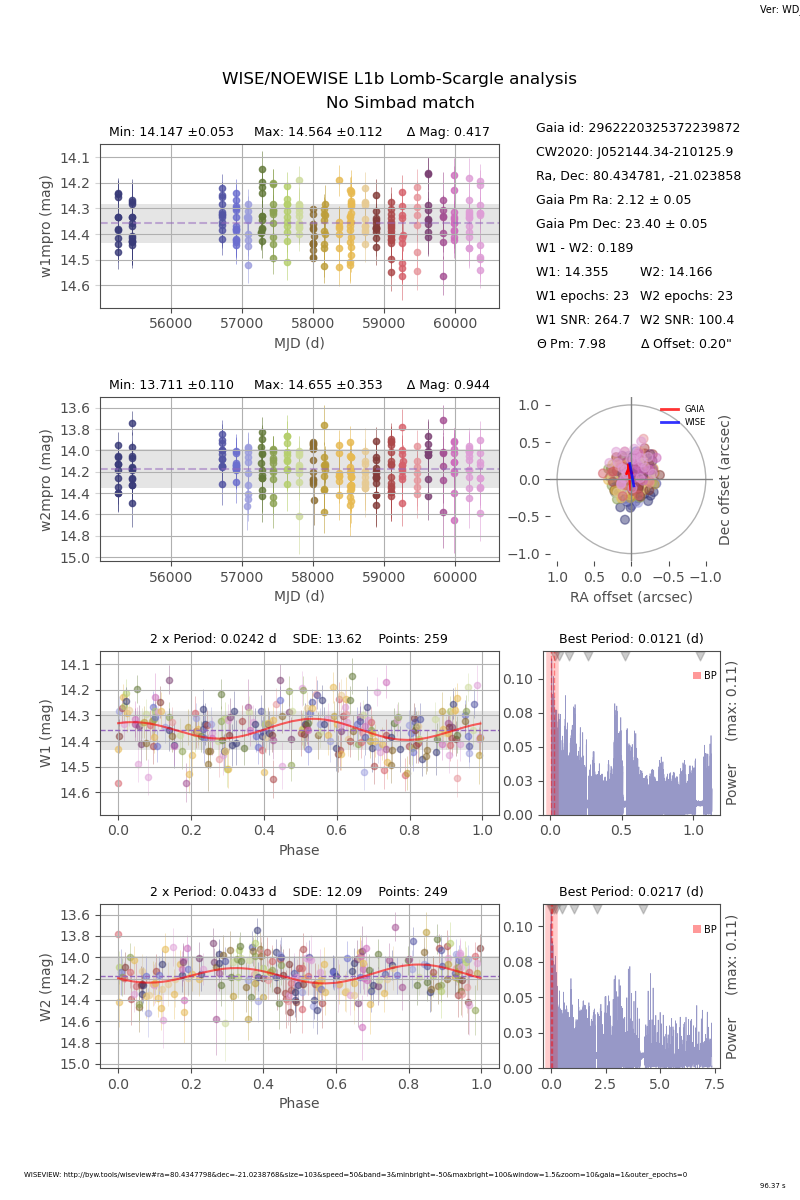 Ver: WD_
WISE/NOEWISE L1b Lomb-Scargle analysis
No Simbad match
Min: 14.147 ±0.053 Max: 14.564 ±0.112 Δ Mag: 0.417
14.1
14.2
14.3
14.4
14.5
14.6
w1mpro (mag)
56000 57000 58000 59000 60000
MJD (d)
Gaia id: 2962220325372239872
CW2020: J052144.34-210125.9
Ra, Dec: 80.434781, -21.023858
Gaia Pm Ra: 2.12 ± 0.05
Gaia Pm Dec: 23.40 ± 0.05
W1 - W2: 0.189
W1: 14.355 W2: 14.166
W1 epochs: 23 W2 epochs: 23
W1 SNR: 264.7 W2 SNR: 100.4
Θ Pm: 7.98 Δ Offset: 0.20"
Min: 13.711 ±0.110 Max: 14.655 ±0.353 Δ Mag: 0.944
13.6
13.8
14.0
14.2
14.4
14.6
14.8
15.0
w2mpro (mag)
56000 57000 58000 59000 60000
MJD (d)
1.0
0.5
0.0
−0.5
−1.0
GAIA
WISE
Dec offset (arcsec)
1.0 0.5 0.0 −0.5 −1.0
RA offset (arcsec)
2 x Period: 0.0242 d SDE: 13.62 Points: 259
14.1
14.2
14.3
14.4
14.5
14.6
W1 (mag)
0.0 0.2 0.4 0.6 0.8 1.0
Phase
Best Period: 0.0121 (d)
0.10
0.08
0.05
0.03
0.00
BP
Power (max: 0.11)
0.0 0.5 1.0
2 x Period: 0.0433 d SDE: 12.09 Points: 249
13.6
13.8
14.0
14.2
14.4
14.6
14.8
15.0
W2 (mag)
0.0 0.2 0.4 0.6 0.8 1.0
Phase
Best Period: 0.0217 (d)
0.10
0.08
0.05
0.03
0.00
BP
Power (max: 0.11)
0.0 2.5 5.0 7.5
WISEVIEW: http://byw.tools/wiseview#ra=80.4347798&dec=-21.0238768&size=103&speed=50&band=3&minbright=-50&maxbright=100&window=1.5&zoom=10&gaia=1&outer_epochs=0
96.37 s